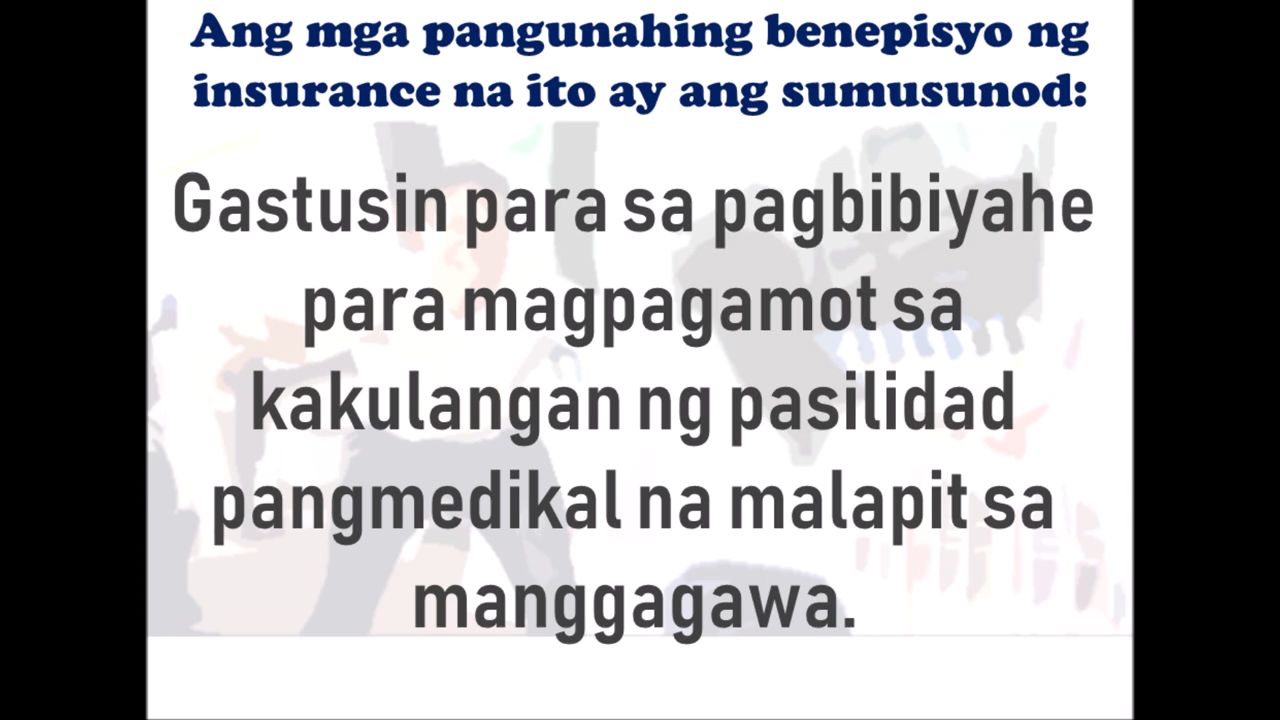 Ang mga pangunahing benepisyo ng
insurance na ito ay ang sumusunod:
Gastusin para sa pagbibiyahe
para magpagamot sa
kakulangan ng pasilidad
pangmedikal na malapit sa
manggagawa.